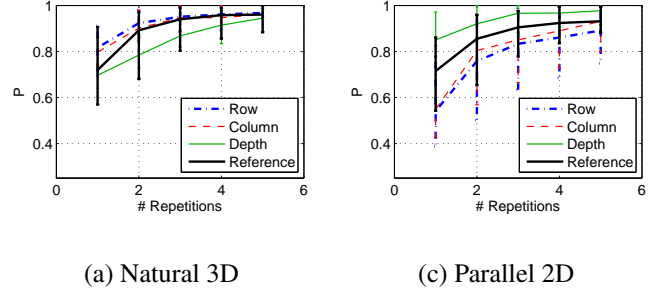 1
0.8
P
0.6
0.4
Row
Column
Depth
Reference
0 2 4 6
# Repetitions
(a) Natural 3D
1
0.8
P
0.6
0.4
Row
Column
Depth
Reference
0 2 4 6
# Repetitions
(c) Parallel 2D